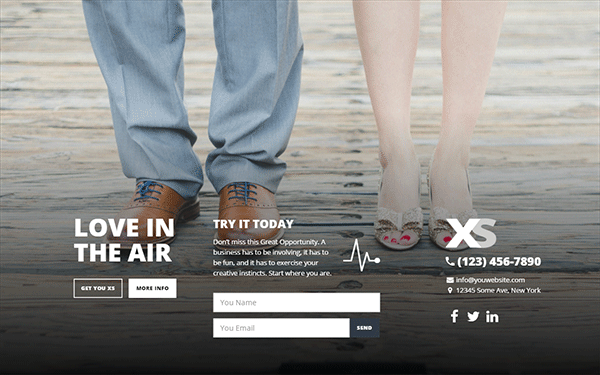 LOVE IN
THE AIR
GET YOU XS
MORE INFO
TRY IT TODAY
Don't miss this Great Opportunity. A
business has to be involving, it has to
be fun, and it has to exercise your
creative instincts. Start where you are.
You Name
You Email
SEND
XS
(123) 456-7890
info@youwebsite.com
12345 Some Ave, New York